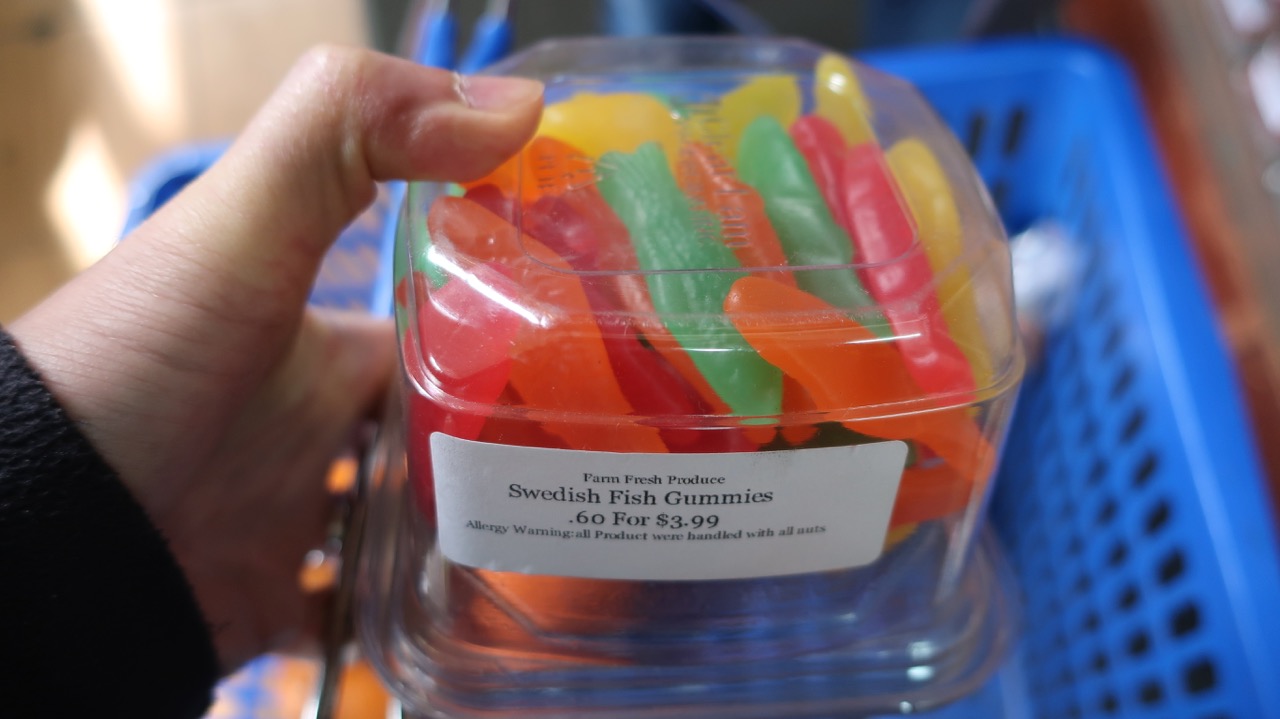 Farm Fresh Produce
Swedish Fish Gummies
.60 For $3.99
Allergy Warning:all Product were handled with all nuts